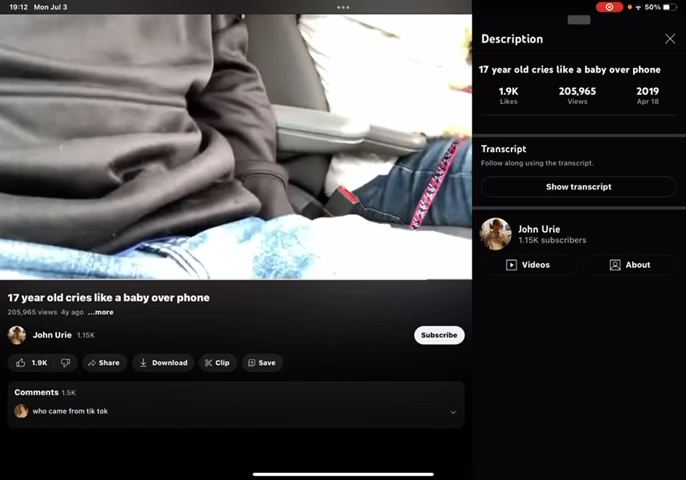 19:12 Mon Jul 3
50%
17 year old cries like a baby over phone
205,965 views 4y ago ...more
John Urie 1.15K
Subscribe
1.9K
Share
Download
Clip
Save
Comments 1.5K
who came from tik tok
Description
17 year old cries like a baby over phone
1.9K 205,965 2019
Likes Views Apr 18
Transcript
Follow along using the transcript.
Show transcript
John Urie
1.15K subscribers
Videos
About